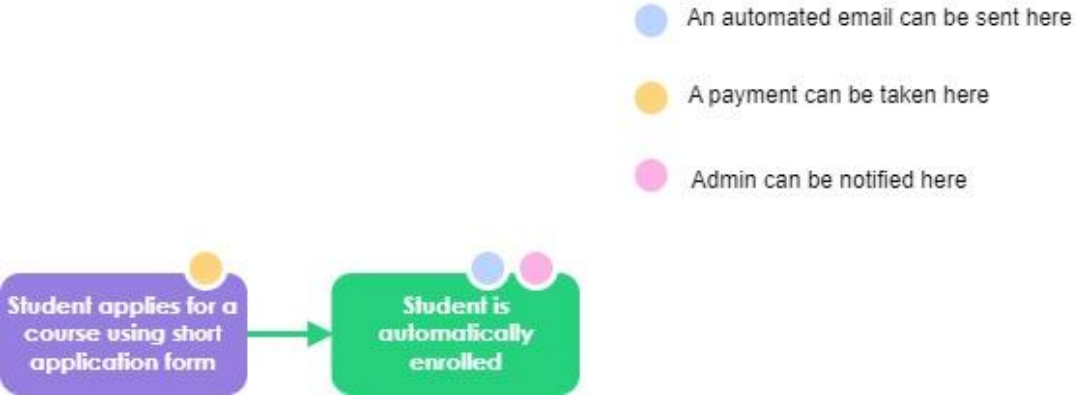 An automated email can be sent here
A payment can be taken here
Admin can be notified here
Student applies for a
course using short
application form
Student is
automatically
enrolled